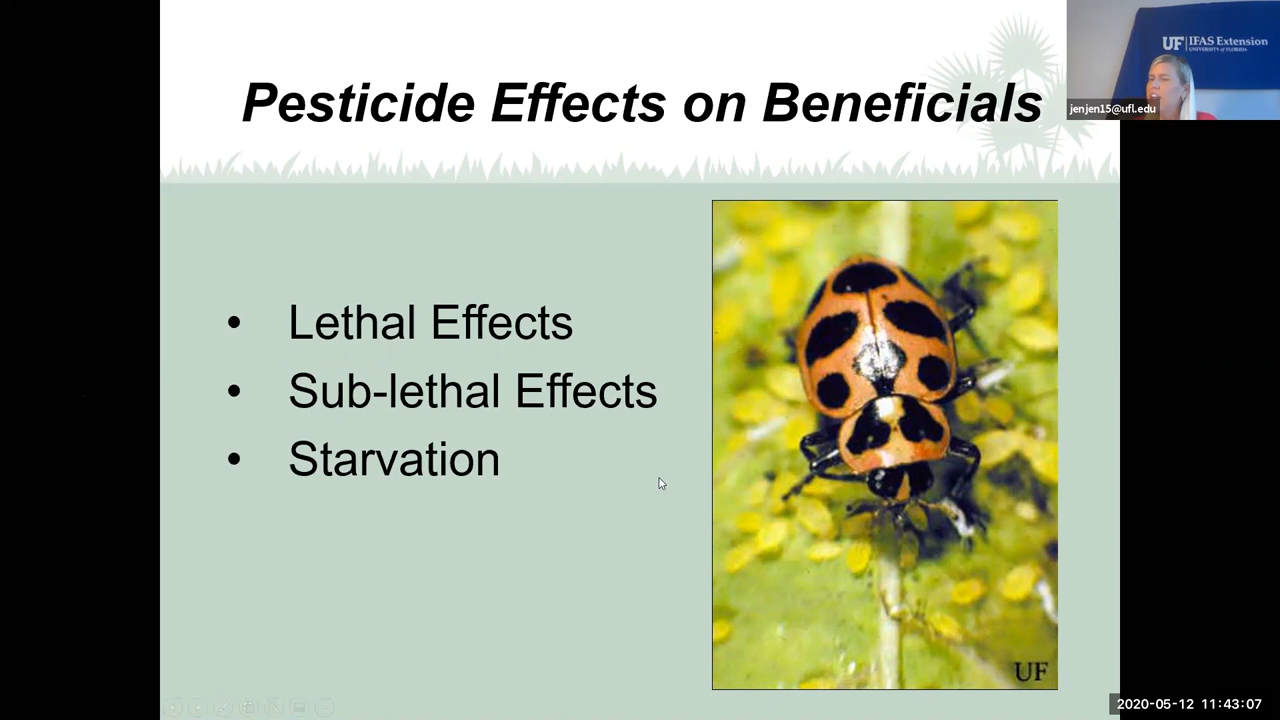 Pesticide Effects on Beneficials
UF IFAS Extension
UNIVERSITY of FLORIDA
jenjen15@ufl.edu
• Lethal Effects
• Sub-lethal Effects
• Starvation
UF
2020-05-12 11:43:07